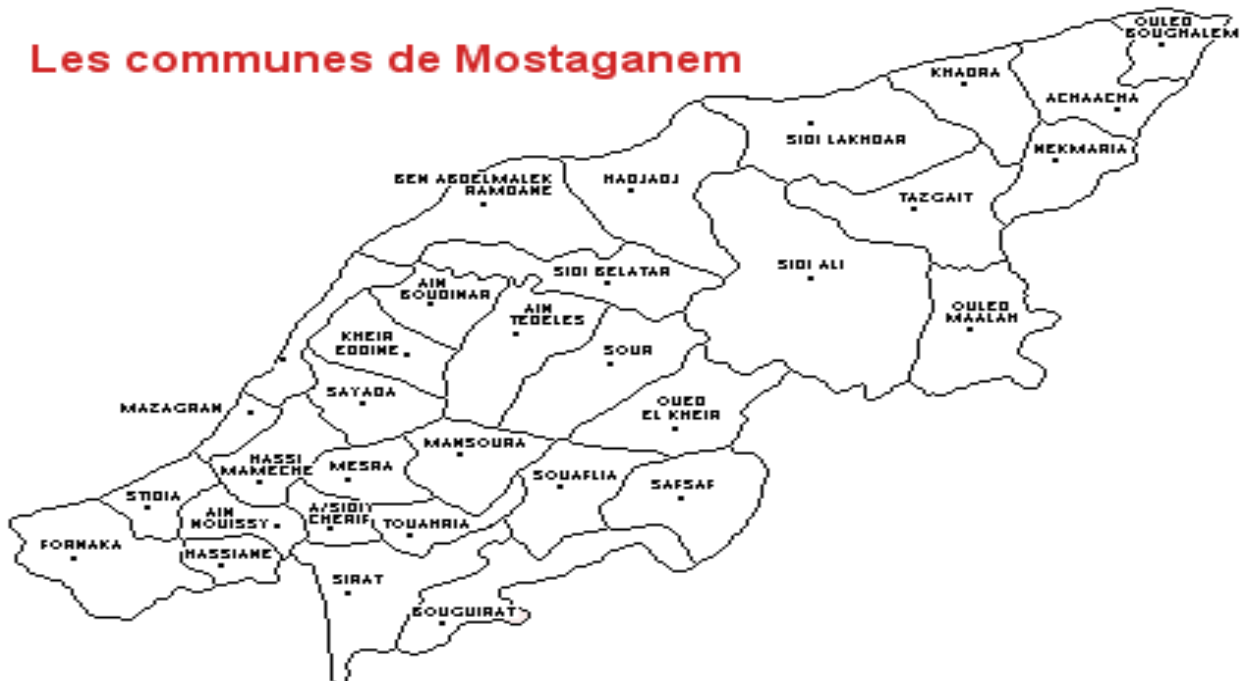 Les communes de Mostaganem
OULED
BOUGHALEM
KHADRA
ACHAACHA
SIDI LAKHDAR
NEKMARIA
BEN ABDELMALEK
RAMDANE
HADJADJ
TAZGAIT
SIDI ALI
SIDI BELATAR
AIN
BOUDINAR
AIN
TEDELES
OULED
MAALAH
KHEIR
EDDINE
SOUR
SAYADA
MAZAGRAN
OUED
EL KHEIR
MANSOURA
HASSI
MAMECHE
MESRA
SOUAFLIA
SAFSAF
STIDIA
AIN
NOUISSY
A/SIDI
CHERIF
TOUAHRIA
FORNAKA
HASSIANE
SIRAT
BOUGUIRAT